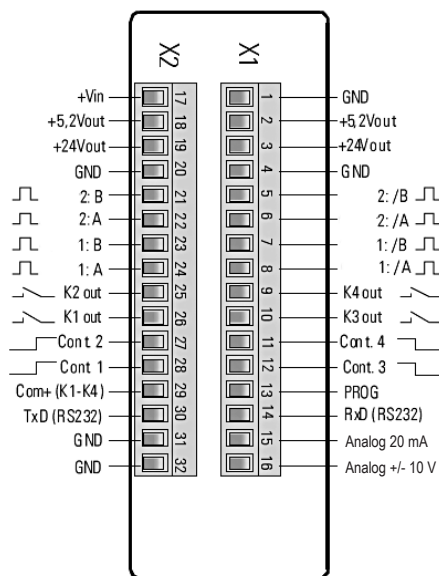 X2 X1
+Vin 17 1 GND
+5,2Vout 18 2 +5,2Vout
+24Vout 19 3 +24Vout
GND 20 4 GND
2: B 21 5 2: /B
2: A 22 6 2: /A
1: B 23 7 1: /B
1: A 24 8 1: /A
K2 out 25 9 K4 out
K1 out 26 10 K3 out
Cont. 2 27 11 Cont. 4
Cont. 1 28 12 Cont. 3
Com+ (K1-K4) 29 13 PROG
TxD (RS232) 30 14 RxD (RS232)
GND 31 15 Analog 20 mA
GND 32 16 Analog +/- 10 V